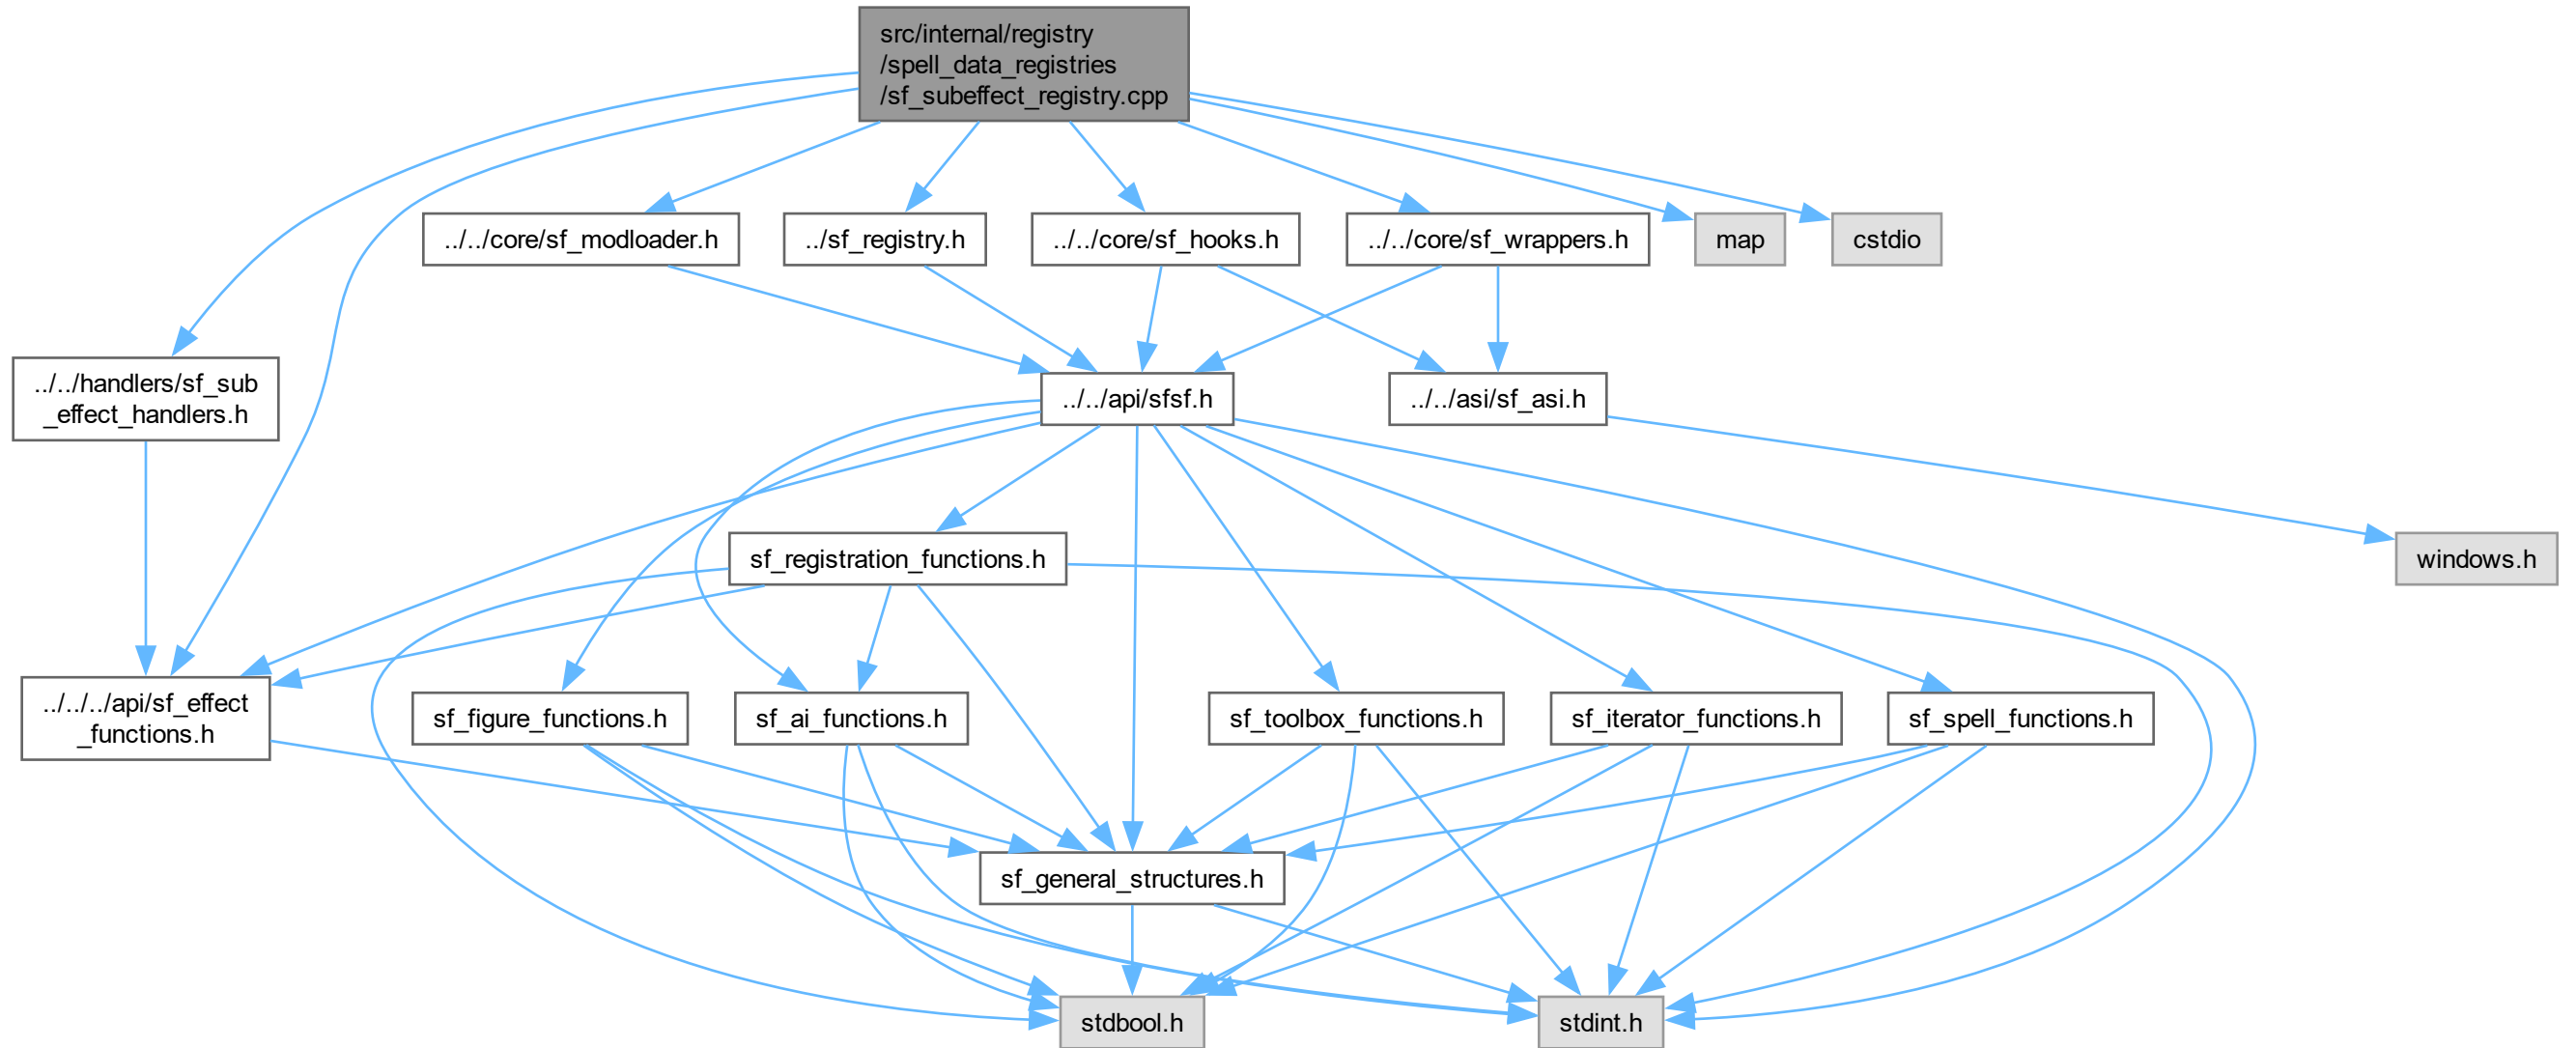 src/internal/registry
/spell_data_registries
/sf_subeffect_registry.cpp
../../core/sf_modloader.h
../sf_registry.h
../../core/sf_hooks.h
../../core/sf_wrappers.h
map
cstdio
../../handlers/sf_sub
_effect_handlers.h
../../api/sfsf.h
../../asi/sf_asi.h
sf_registration_functions.h
windows.h
../../../api/sf_effect
_functions.h
sf_figure_functions.h
sf_ai_functions.h
sf_toolbox_functions.h
sf_iterator_functions.h
sf_spell_functions.h
sf_general_structures.h
stdbool.h
stdint.h